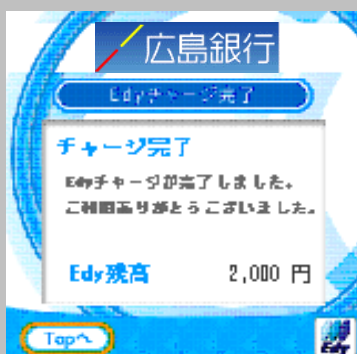 広島銀行
Edyチャージ完了
チャージ完了
Edyチャージが完了しました。
ご利用ありがとうございました。
Edy残高 2,000 円
Topへ
Edy